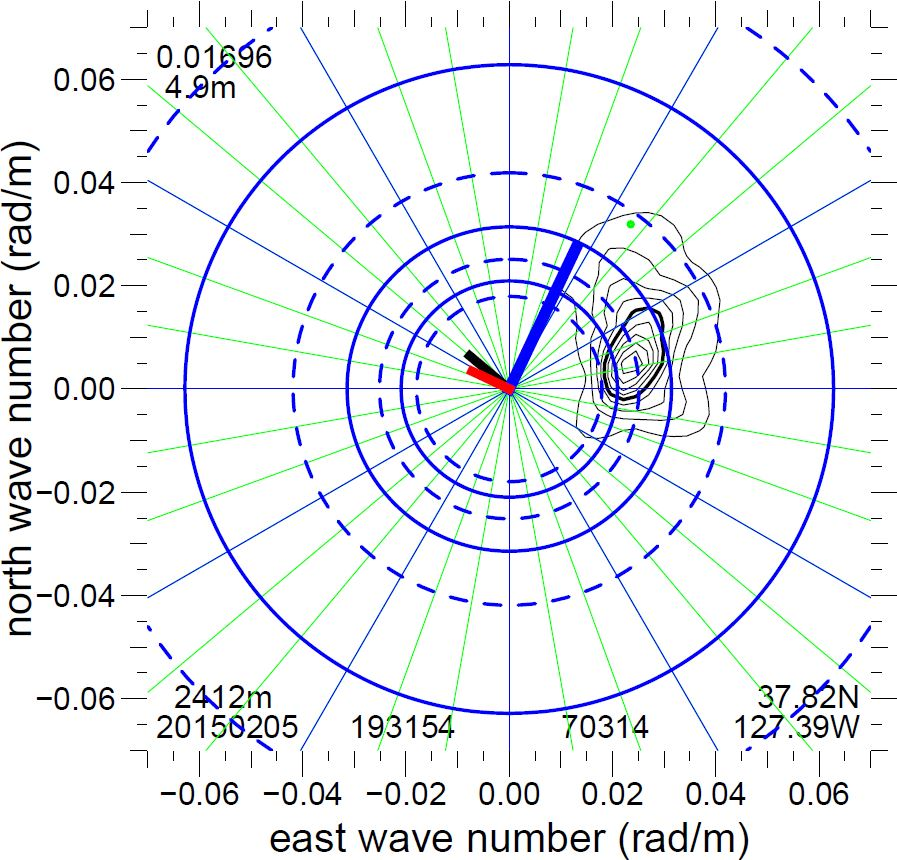 0.01696
4.9m
north wave number (rad/m)
0.06
0.04
0.02
0.00
−0.02
−0.04
−0.06
2412m
37.82N
20150205 193154 70314 127.39W
−0.06 −0.04 −0.02 0.00 0.02 0.04 0.06
east wave number (rad/m)